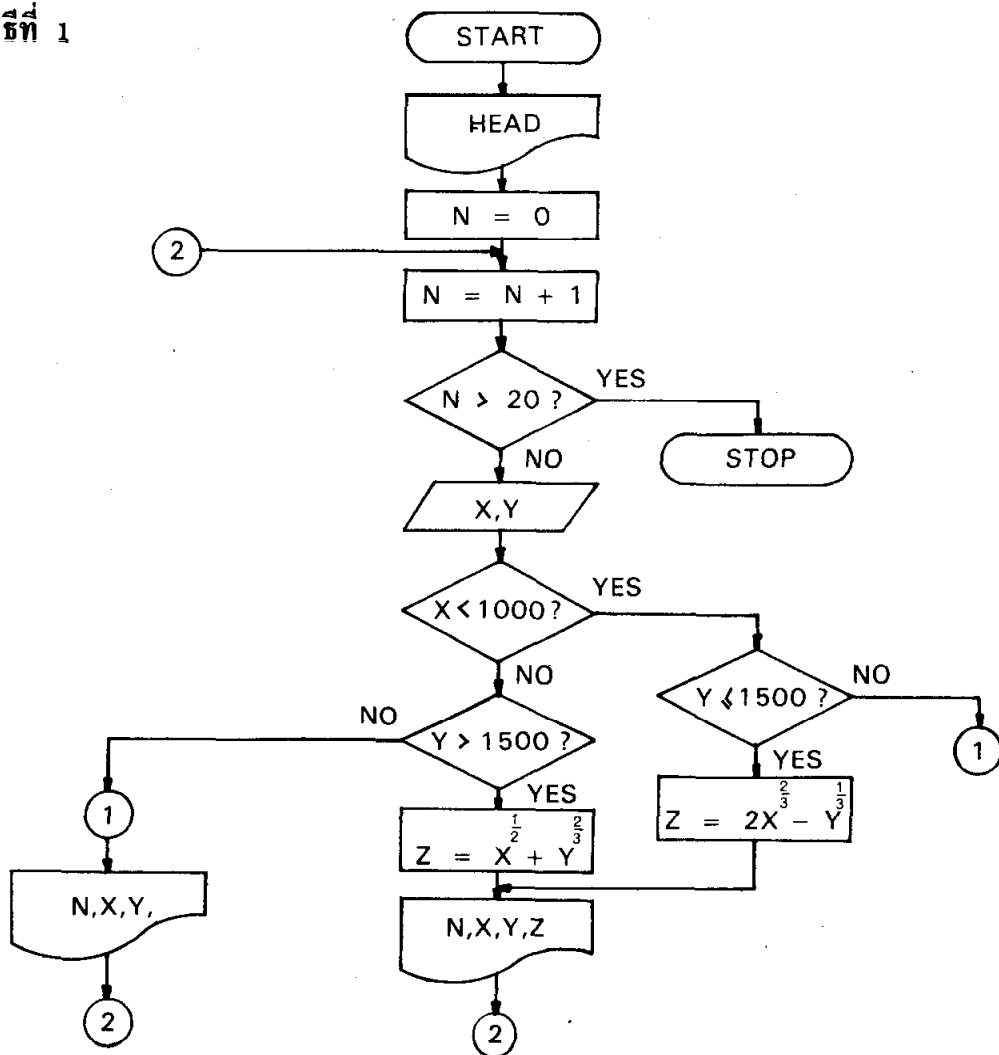 ธีที่ 1
START
HEAD
N = 0
2
N = N + 1
N > 20 ?
YES
STOP
NO
X,Y
X < 1000 ?
YES
NO
Y ⩽ 1500 ?
NO
1
YES
Z = 2X^(2/3) − Y^(1/3)
Y > 1500 ?
NO
1
YES
Z = X^(1/2) + Y^(2/3)
N,X,Y,
2
N,X,Y,Z
2